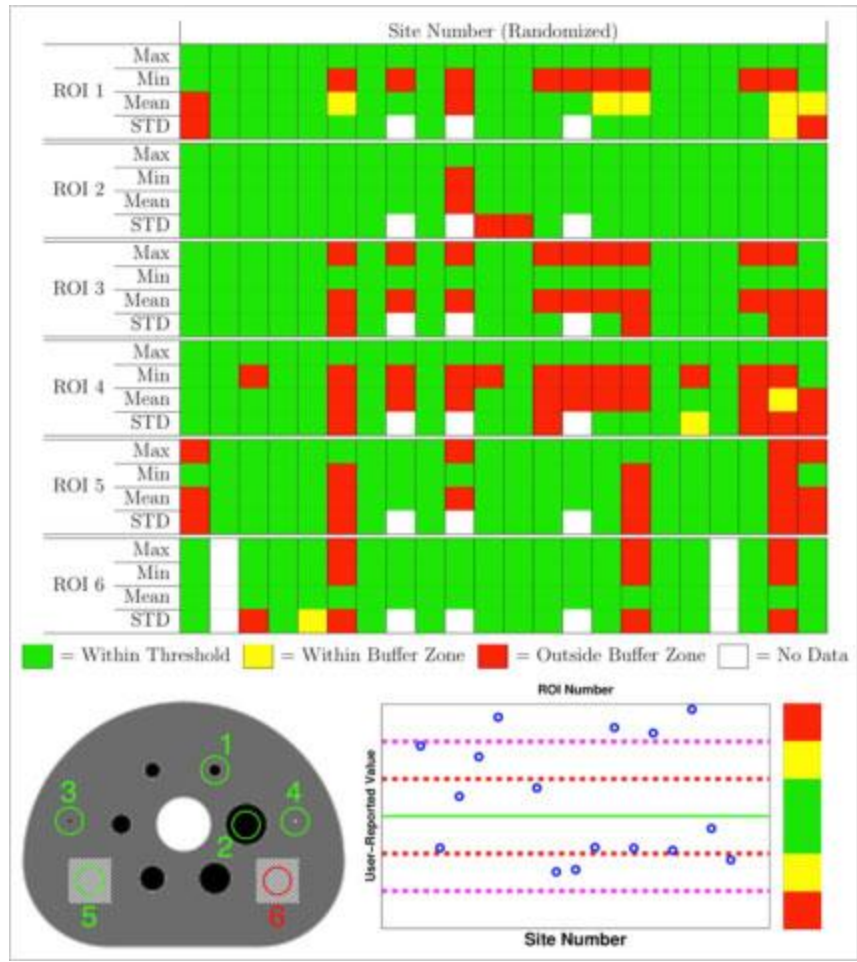 Site Number (Randomized)
ROI 1
Max
Min
Mean
STD
ROI 2
Max
Min
Mean
STD
ROI 3
Max
Min
Mean
STD
ROI 4
Max
Min
Mean
STD
ROI 5
Max
Min
Mean
STD
ROI 6
Max
Min
Mean
STD
= Within Threshold = Within Buffer Zone = Outside Buffer Zone = No Data
1
3
4
2
5
6
ROI Number
User-Reported Value
Site Number